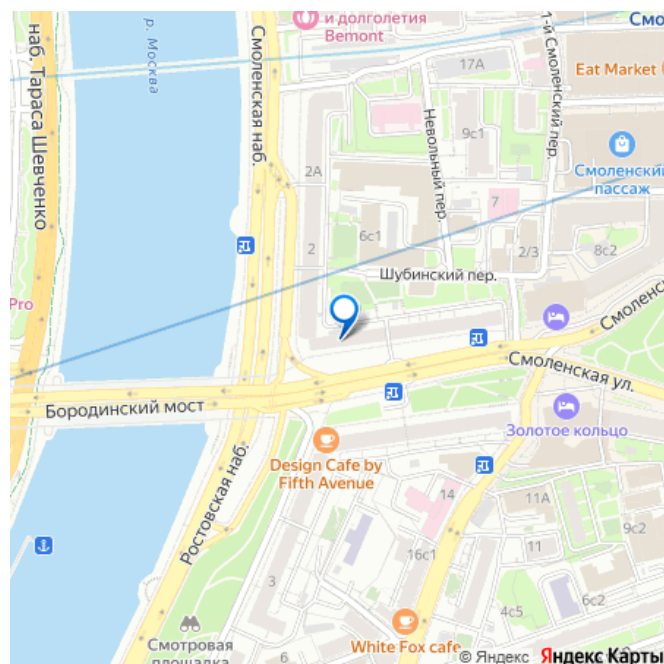 и долголетия
Bemont
Смо
1-й Смоленский пер.
17А
Eat Market
наб. Тараса Шевченко
р. Москва
Смоленская наб.
Невольный пер.
9с1
Смоленский
пассаж
2А
7
2
6с1
2/3
8с2
Шубинский пер.
Pro
Смоленск
Смоленская ул.
Бородинский мост
Золотое кольцо
Design Cafe by
Fifth Avenue
Ростовская наб.
14
11А
9с2
16с1
11
3
4с5
6с2
Смотровая
площадка
6
White Fox cafe
© Яндекс Яндекс Карты